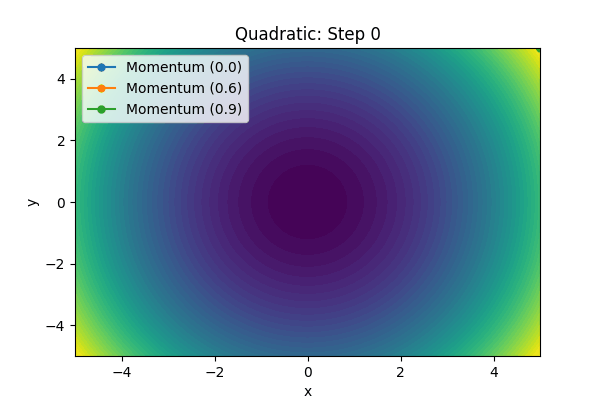 Quadratic: Step 0
Momentum (0.0)
Momentum (0.6)
Momentum (0.9)
4
2
0
−2
−4
y
−4 −2 0 2 4
x